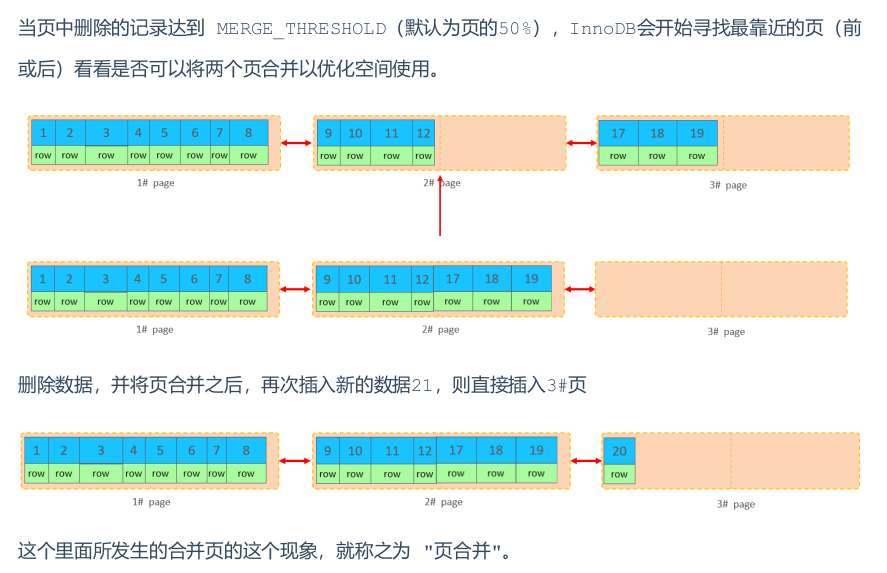 当页中删除的记录达到 MERGE_THRESHOLD（默认为页的50%），InnoDB会开始寻找最靠近的页（前
或后）看看是否可以将两个页合并以优化空间使用。
1 2 3 4 5 6 7 8 9 10 11 12 17 18 19
row row row row row row row row row row row row row row row
1# page 2# page 3# page
1 2 3 4 5 6 7 8 9 10 11 12 17 18 19
row row row row row row row row row row row row row row row
1# page 2# page 3# page
删除数据，并将页合并之后，再次插入新的数据21，则直接插入3#页
1 2 3 4 5 6 7 8 9 10 11 12 17 18 19 20
row row row row row row row row row row row row row row row row
1# page 2# page 3# page
这个里面所发生的合并页的这个现象，就称之为 "页合并"。